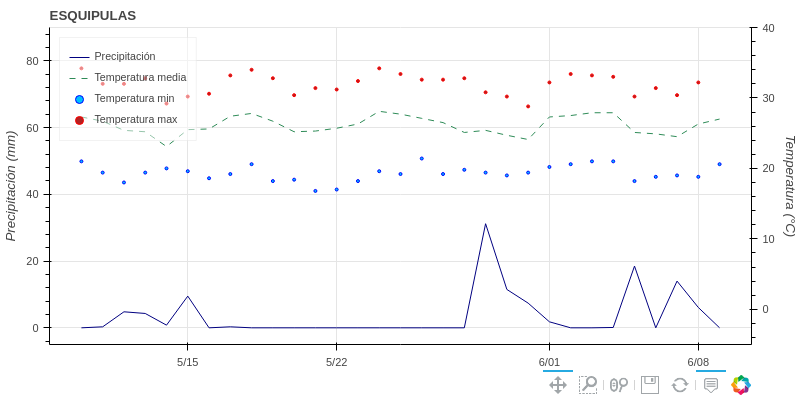 ESQUIPULAS
Precipitación
Temperatura media
Temperatura min
Temperatura max
Precipitación (mm)
80
60
40
20
0
Temperatura (°C)
40
30
20
10
0
5/15
5/22
6/01
6/08